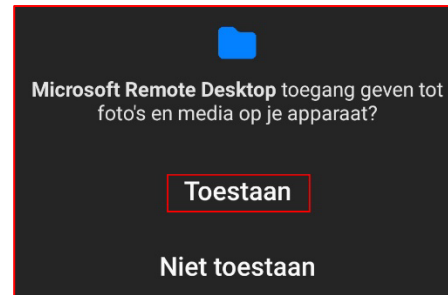 Microsoft Remote Desktop toegang geven tot
foto's en media op je apparaat?
Toestaan
Niet toestaan